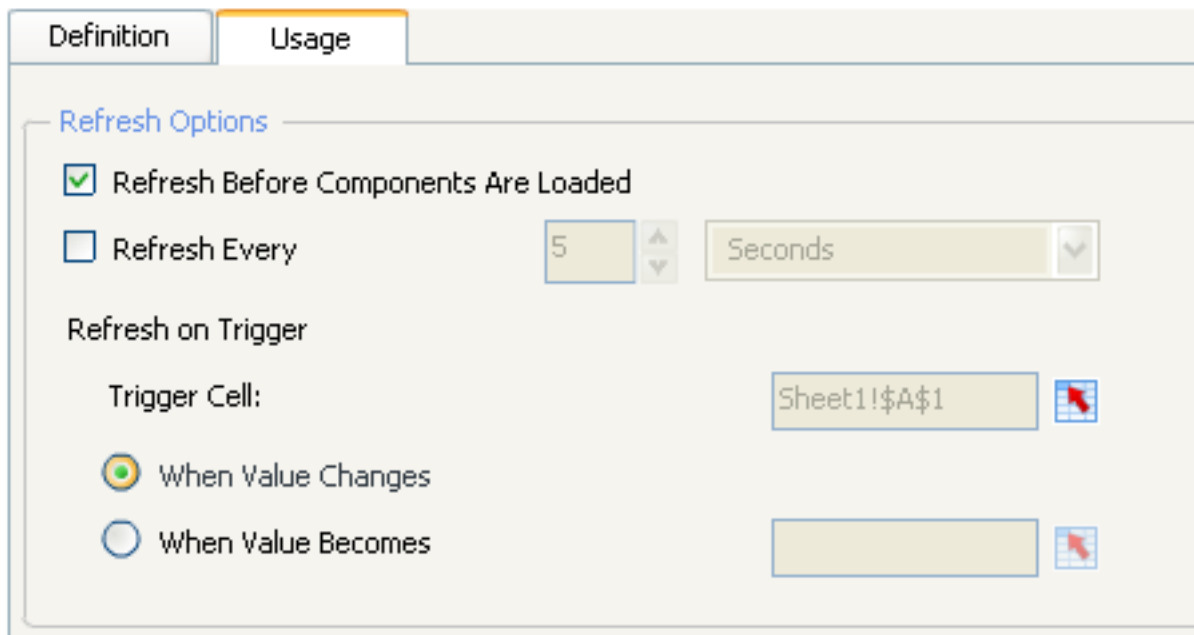 Definition Usage
Refresh Options
Refresh Before Components Are Loaded
Refresh Every 5 Seconds
Refresh on Trigger
Trigger Cell: Sheet1!$A$1
When Value Changes
When Value Becomes